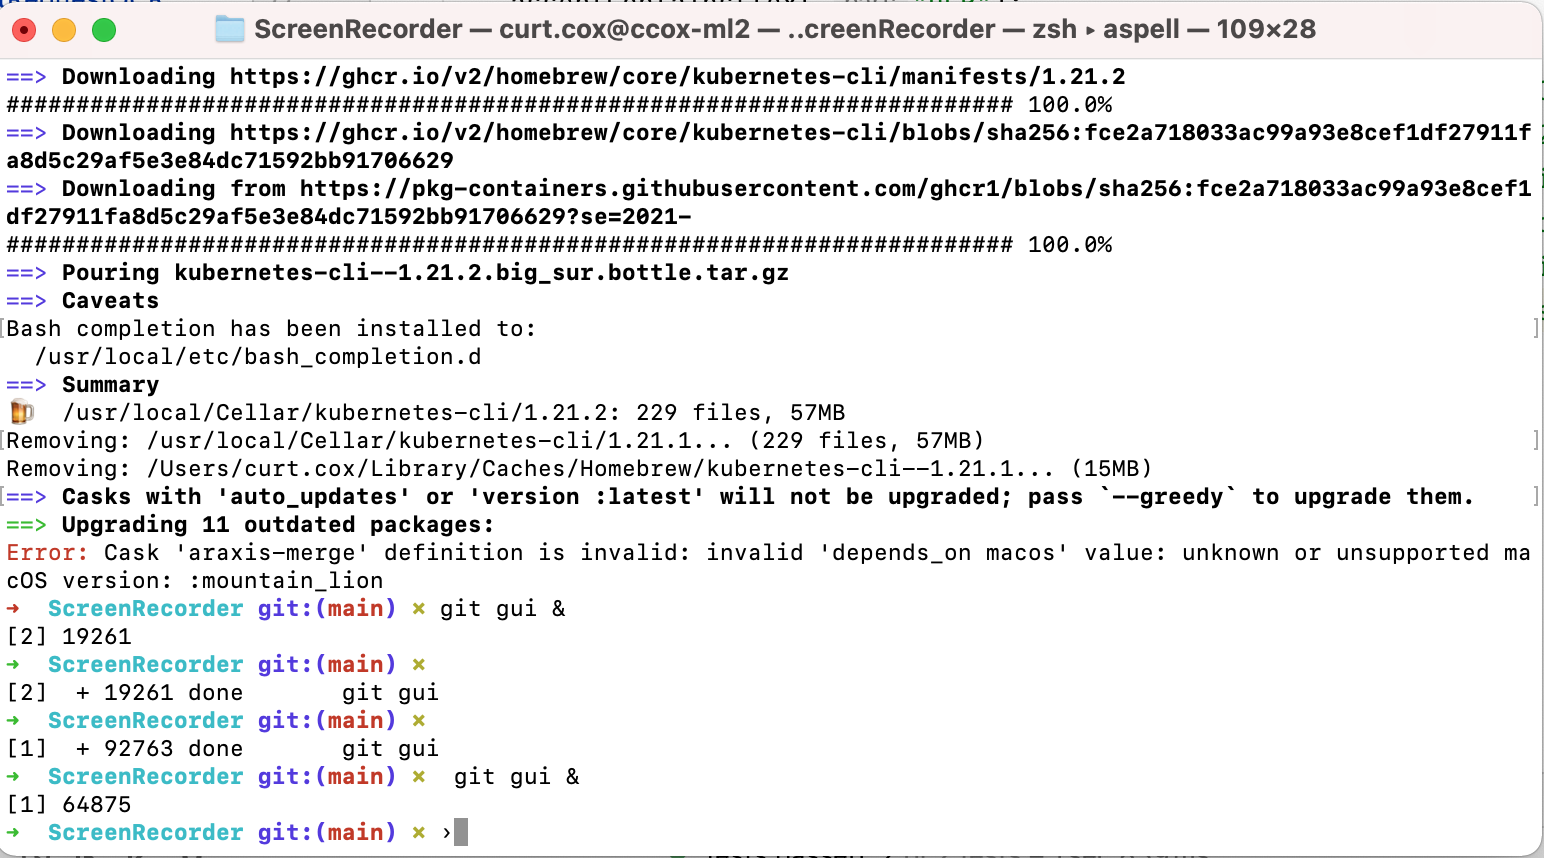 ScreenRecorder — curt.cox@ccox-ml2 — ..creenRecorder — zsh ▸ aspell — 109×28
==> Downloading https://ghcr.io/v2/homebrew/core/kubernetes-cli/manifests/1.21.2
######################################################################## 100.0%
==> Downloading https://ghcr.io/v2/homebrew/core/kubernetes-cli/blobs/sha256:fce2a718033ac99a93e8cef1df27911f
a8d5c29af5e3e84dc71592bb91706629
==> Downloading from https://pkg-containers.githubusercontent.com/ghcr1/blobs/sha256:fce2a718033ac99a93e8cef1
df27911fa8d5c29af5e3e84dc71592bb91706629?se=2021-
######################################################################## 100.0%
==> Pouring kubernetes-cli--1.21.2.big_sur.bottle.tar.gz
==> Caveats
Bash completion has been installed to:
  /usr/local/etc/bash_completion.d
==> Summary
🍺  /usr/local/Cellar/kubernetes-cli/1.21.2: 229 files, 57MB
Removing: /usr/local/Cellar/kubernetes-cli/1.21.1... (229 files, 57MB)
Removing: /Users/curt.cox/Library/Caches/Homebrew/kubernetes-cli--1.21.1... (15MB)
==> Casks with 'auto_updates' or 'version :latest' will not be upgraded; pass `--greedy` to upgrade them.
==> Upgrading 11 outdated packages:
Error: Cask 'araxis-merge' definition is invalid: invalid 'depends_on macos' value: unknown or unsupported ma
cOS version: :mountain_lion
➜  ScreenRecorder git:(main) ✗ git gui &
[2] 19261
➜  ScreenRecorder git:(main) ✗
[2]  + 19261 done       git gui
➜  ScreenRecorder git:(main) ✗
[1]  + 92763 done       git gui
➜  ScreenRecorder git:(main) ✗  git gui &
[1] 64875
➜  ScreenRecorder git:(main) ✗ ›